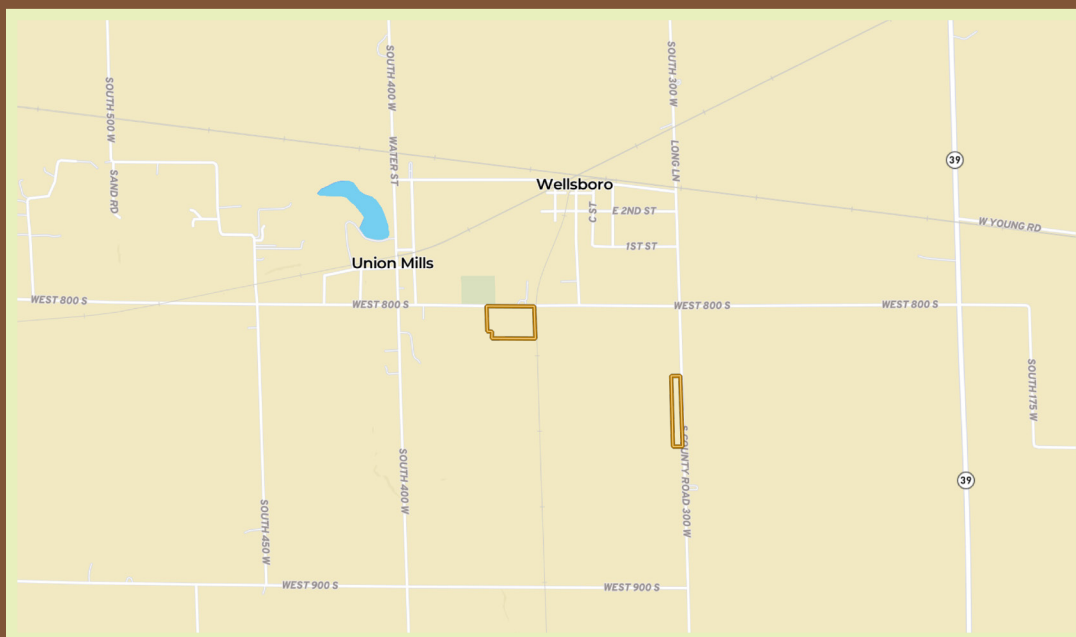 SOUTH 500 W
SOUTH 400 W
SOUTH 300 W
WATER ST
LONG LN
39
SAND RD
Wellsboro
C ST
E 2ND ST
W YOUNG RD
1ST ST
Union Mills
WEST 800 S
WEST 800 S
WEST 800 S
WEST 800 S
SOUTH 175 W
S COUNTY ROAD 300 W
SOUTH 400 W
39
SOUTH 450 W
WEST 900 S
WEST 900 S